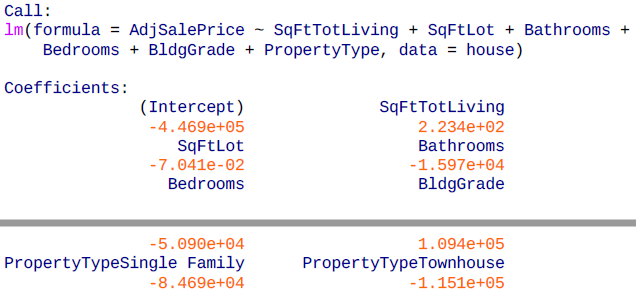 Call:
lm(formula = AdjSalePrice ~ SqFtTotLiving + SqFtLot + Bathrooms +
Bedrooms + BldgGrade + PropertyType, data = house)
Coefficients:
(Intercept) SqFtTotLiving
-4.469e+05 2.234e+02
SqFtLot Bathrooms
-7.041e-02 -1.597e+04
Bedrooms BldgGrade
-5.090e+04 1.094e+05
PropertyTypeSingle Family PropertyTypeTownhouse
-8.469e+04 -1.151e+05